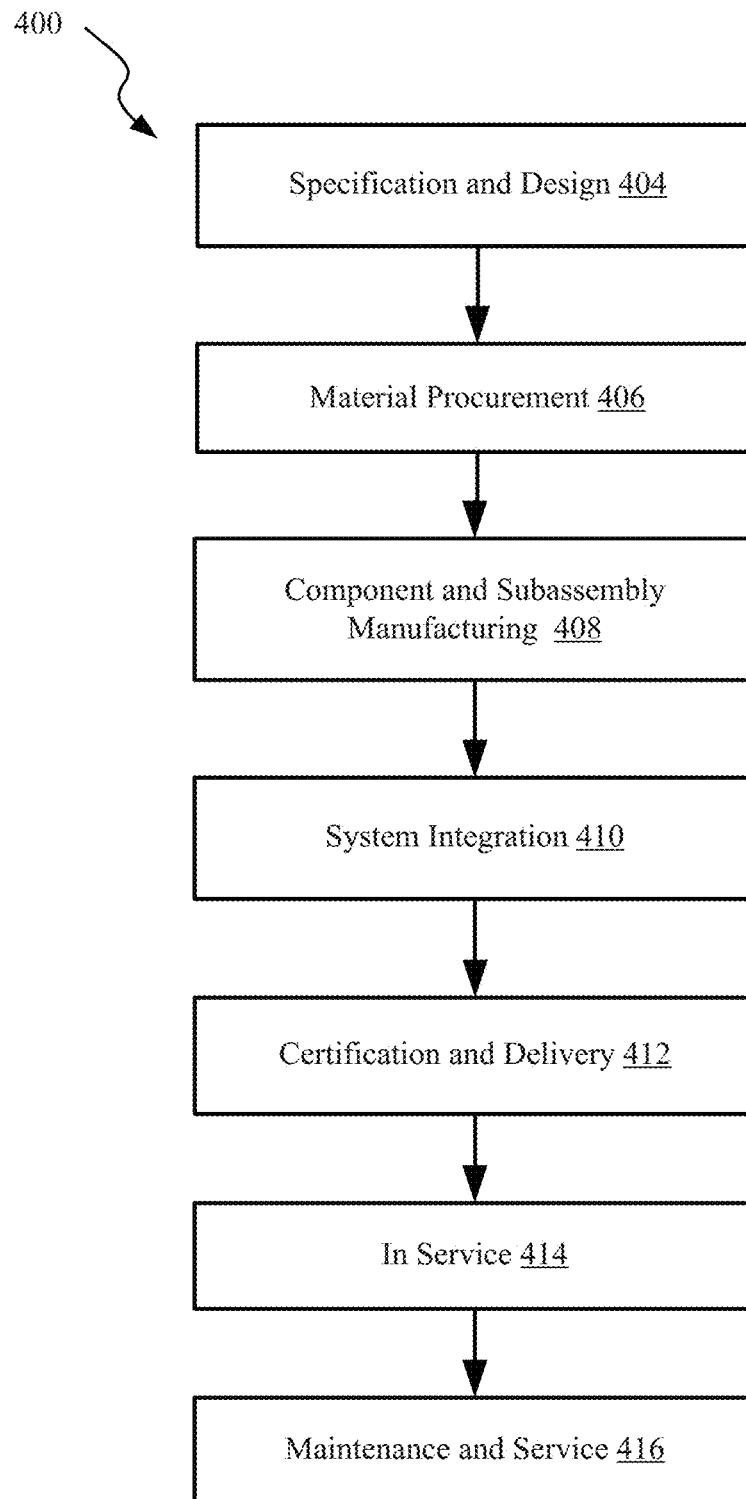 400
Specification and Design 404
Material Procurement 406
Component and Subassembly
Manufacturing 408
System Integration 410
Certification and Delivery 412
In Service 414
Maintenance and Service 416